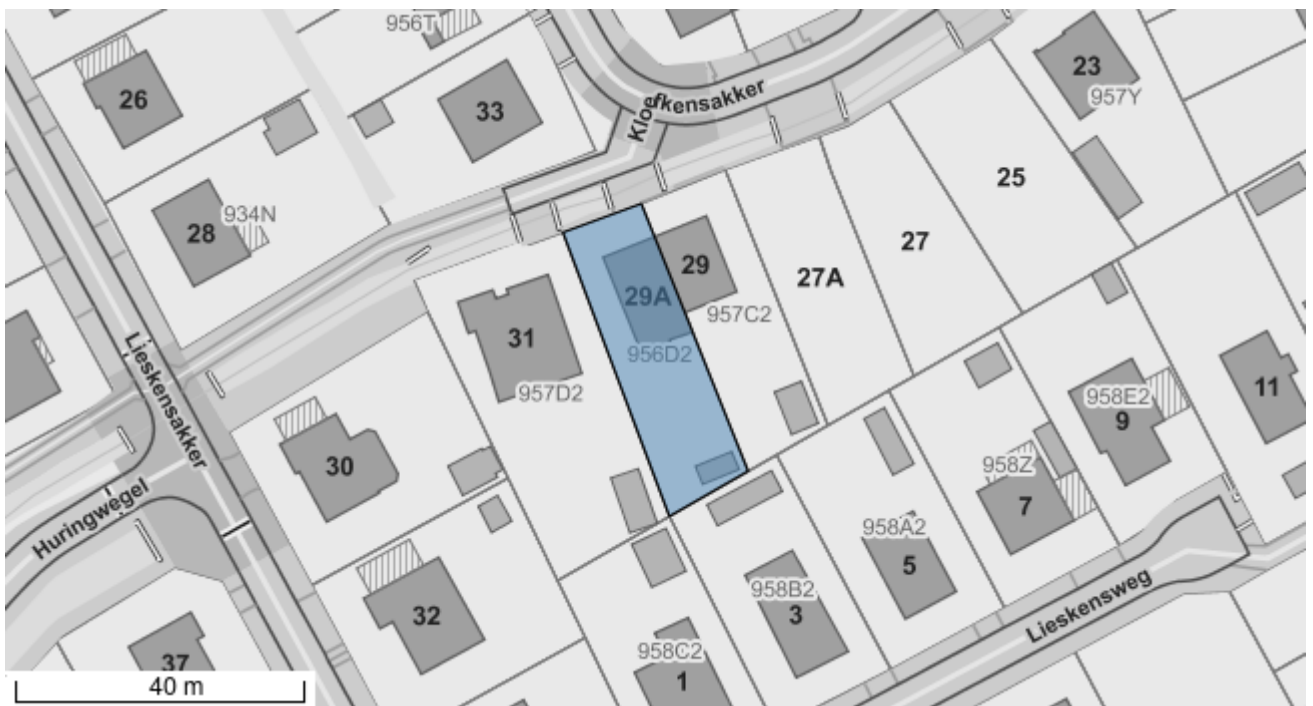 956T
23
26
957Y
33
Kloefkensakker
25
28
934N
27
29
27A
29A
957C2
956D2
31
957D2
Lieskensakker
11
958E2
9
30
958Z
7
Huringwegel
958A2
5
Lieskensweg
958B2
3
32
37
958C2
1
40 m